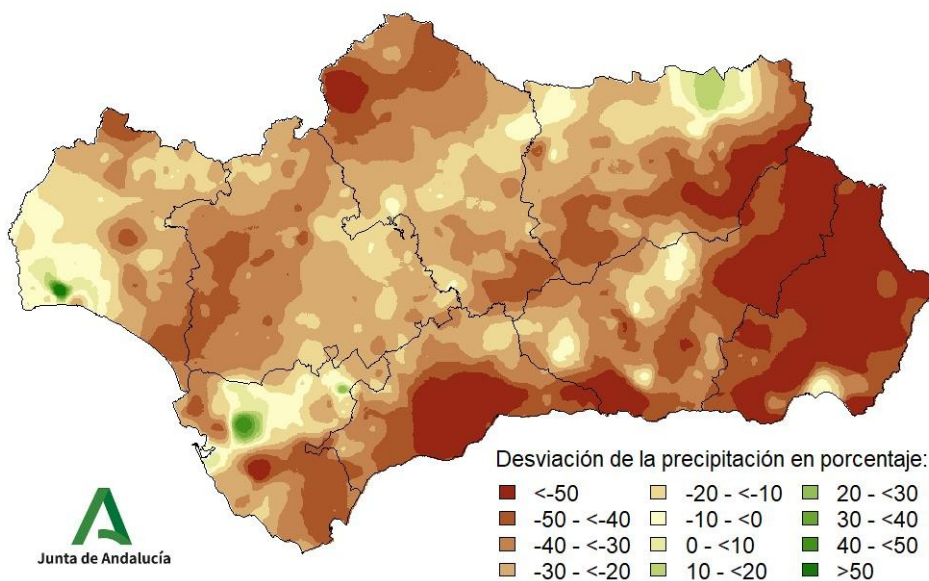 Desviación de la precipitación en porcentaje:
<-50
-50 - <-40
-40 - <-30
-30 - <-20
-20 - <-10
-10 - <0
0 - <10
10 - <20
20 - <30
30 - <40
40 - <50
>50
Junta de Andalucía